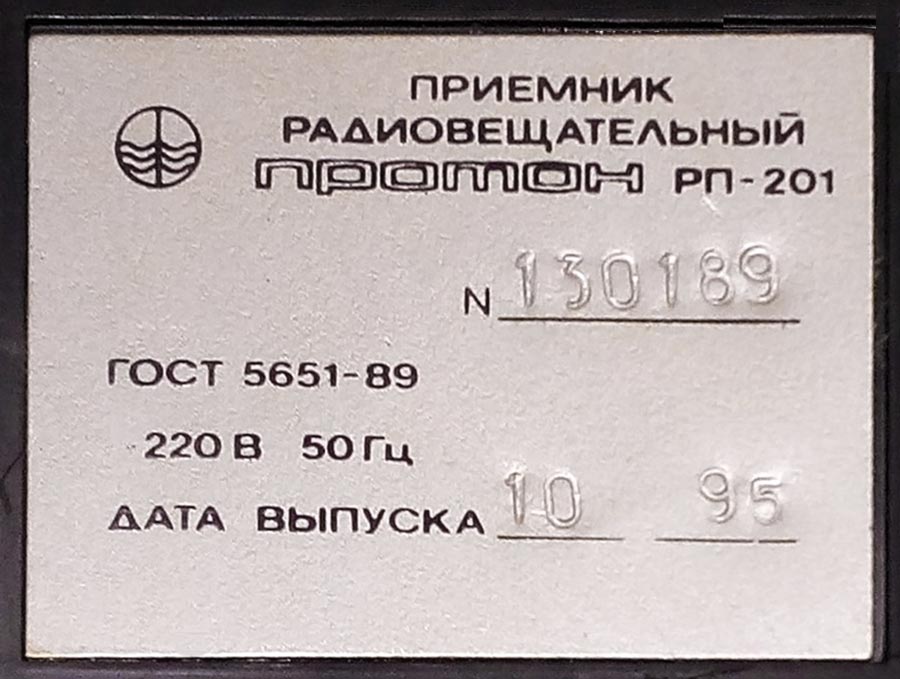 ПРИЕМНИК
РАДИОВЕЩАТЕЛЬНЫЙ
ПРОТОН РП-201
N 130189
ГОСТ 5651-89
220 В 50 Гц
ДАТА ВЫПУСКА 10 95